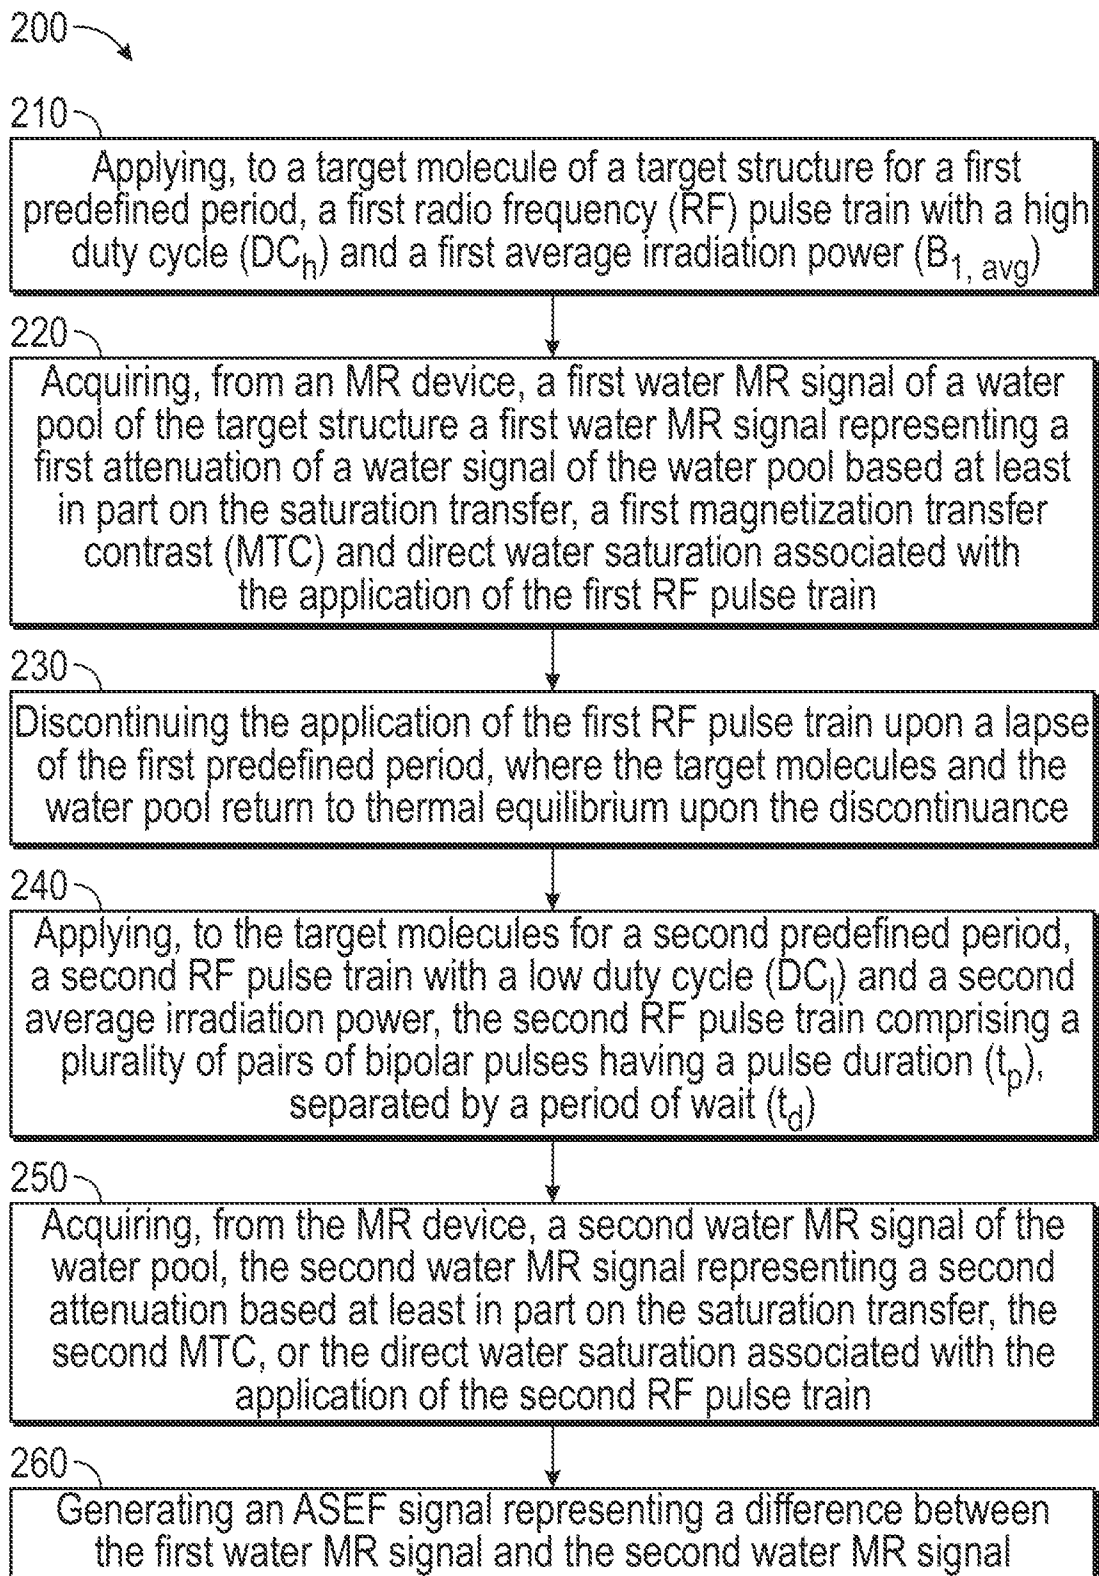 200
210
Applying, to a target molecule of a target structure for a first
predefined period, a first radio frequency (RF) pulse train with a high
duty cycle (DCh) and a first average irradiation power (B1, avg)
220
Acquiring, from an MR device, a first water MR signal of a water
pool of the target structure a first water MR signal representing a
first attenuation of a water signal of the water pool based at least
in part on the saturation transfer, a first magnetization transfer
contrast (MTC) and direct water saturation associated with
the application of the first RF pulse train
230
Discontinuing the application of the first RF pulse train upon a lapse
of the first predefined period, where the target molecules and the
water pool return to thermal equilibrium upon the discontinuance
240
Applying, to the target molecules for a second predefined period,
a second RF pulse train with a low duty cycle (DCl) and a second
average irradiation power, the second RF pulse train comprising a
plurality of pairs of bipolar pulses having a pulse duration (tp),
separated by a period of wait (td)
250
Acquiring, from the MR device, a second water MR signal of the
water pool, the second water MR signal representing a second
attenuation based at least in part on the saturation transfer, the
second MTC, or the direct water saturation associated with the
application of the second RF pulse train
260
Generating an ASEF signal representing a difference between
the first water MR signal and the second water MR signal